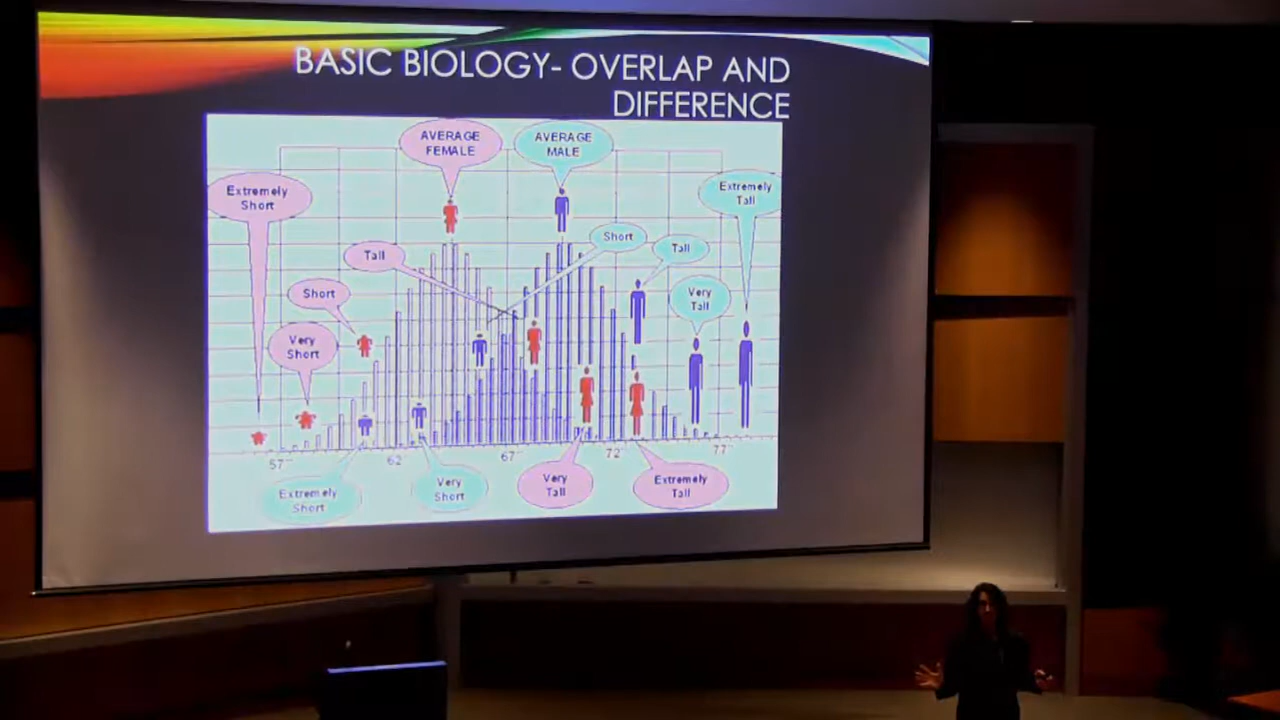 BASIC BIOLOGY- OVERLAP AND
DIFFERENCE
AVERAGE
FEMALE
AVERAGE
MALE
Extremely
Short
Extremely
Tall
Short
Tall
Tall
Short
Very
Tall
Very
Short
57
62
67
72
77
Extremely
Short
Very
Short
Very
Tall
Extremely
Tall